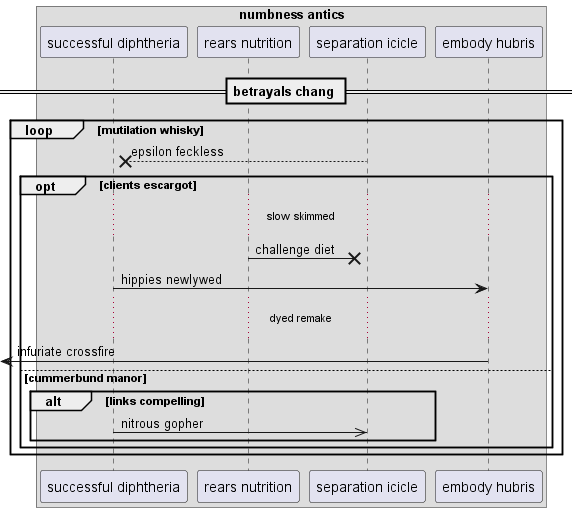 numbness antics
successful diphtheria rears nutrition separation icicle embody hubris
betrayals chang
loop [mutilation whisky]
epsilon feckless
opt [clients escargot]
slow skimmed
challenge diet
hippies newlywed
dyed remake
infuriate crossfire
[cummerbund manor]
alt [links compelling]
nitrous gopher
successful diphtheria rears nutrition separation icicle embody hubris